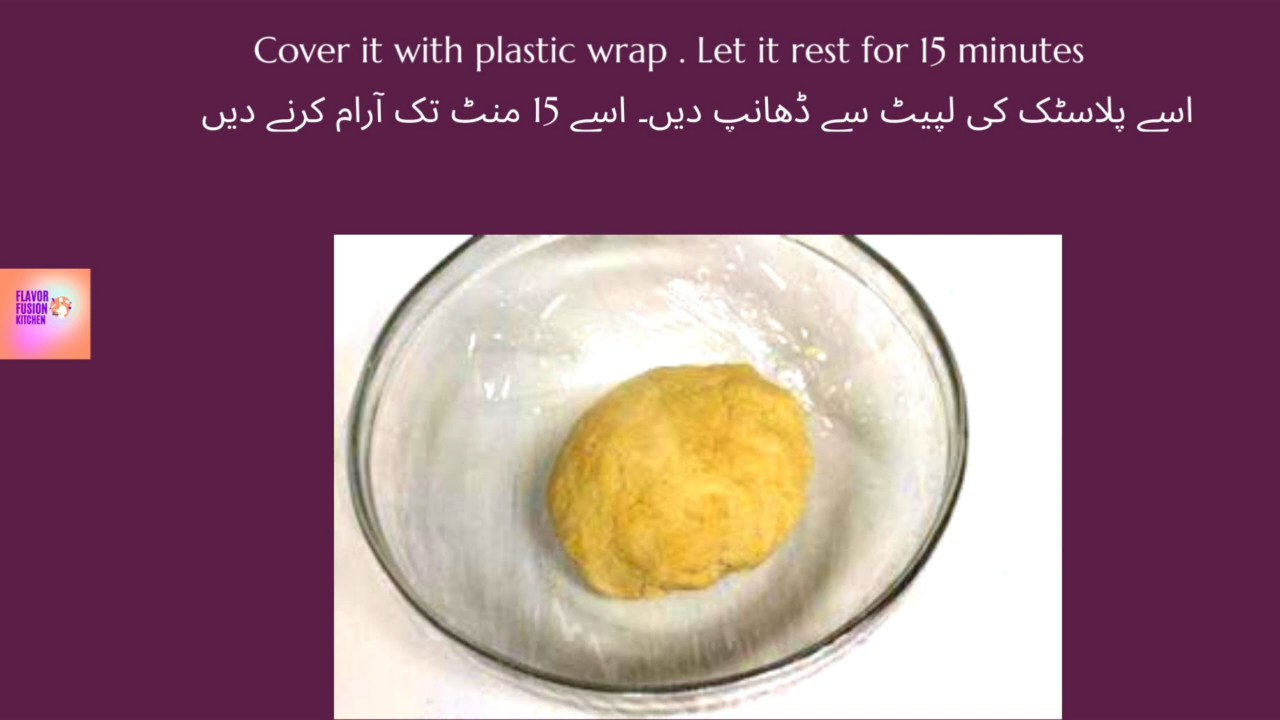 Cover it with plastic wrap . Let it rest for 15 minutes
اسے پلاسٹک کی لپیٹ سے ڈھانپ دیں۔ اسے 15 منٹ تک آرام کرنے دیں
FLAVOR
FUSION
KITCHEN